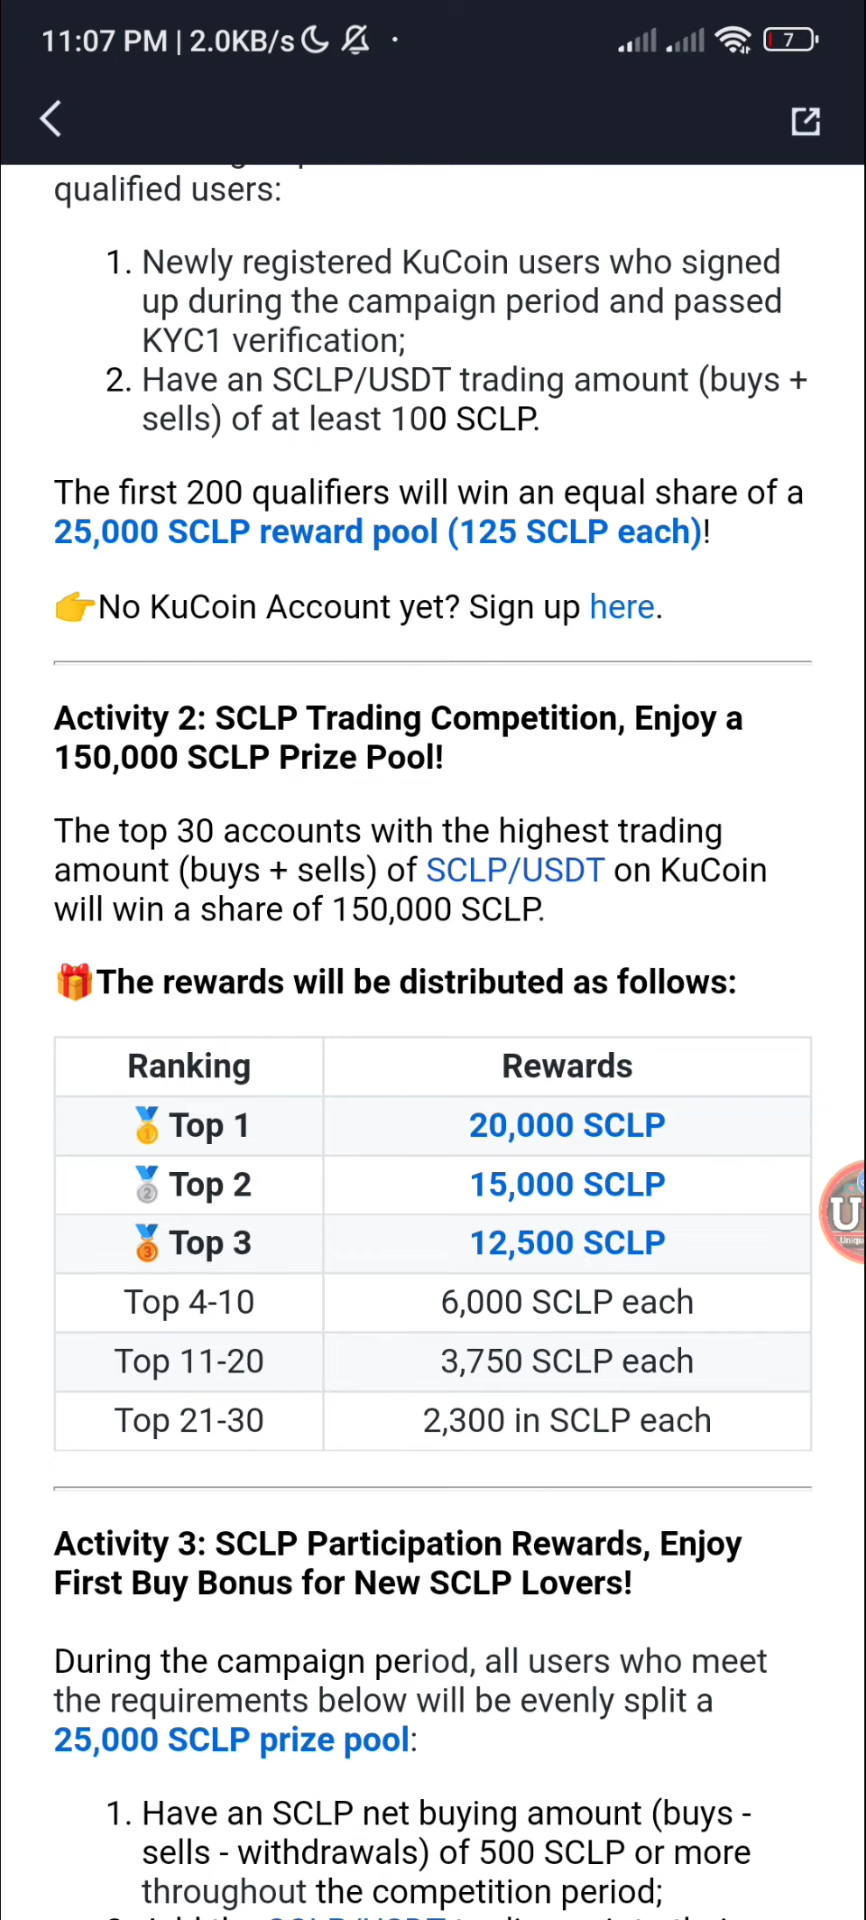 11:07 PM | 2.0KB/s
7
qualified users:
1. Newly registered KuCoin users who signed
up during the campaign period and passed
KYC1 verification;
2. Have an SCLP/USDT trading amount (buys +
sells) of at least 100 SCLP.
The first 200 qualifiers will win an equal share of a
25,000 SCLP reward pool (125 SCLP each)!
👉No KuCoin Account yet? Sign up here.
Activity 2: SCLP Trading Competition, Enjoy a
150,000 SCLP Prize Pool!
The top 30 accounts with the highest trading
amount (buys + sells) of SCLP/USDT on KuCoin
will win a share of 150,000 SCLP.
🎁The rewards will be distributed as follows:
Ranking Rewards
🥇 Top 1 20,000 SCLP
🥈 Top 2 15,000 SCLP
🥉 Top 3 12,500 SCLP
Top 4-10 6,000 SCLP each
Top 11-20 3,750 SCLP each
Top 21-30 2,300 in SCLP each
U
Activity 3: SCLP Participation Rewards, Enjoy
First Buy Bonus for New SCLP Lovers!
During the campaign period, all users who meet
the requirements below will be evenly split a
25,000 SCLP prize pool:
1. Have an SCLP net buying amount (buys -
sells - withdrawals) of 500 SCLP or more
throughout the competition period;